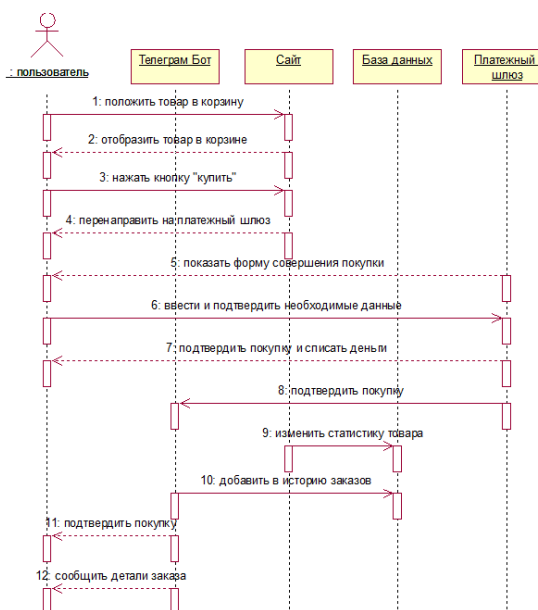 : пользователь
Телеграм Бот
Сайт
База данных
Платежный
шлюз
1: положить товар в корзину
2: отобразить товар в корзине
3: нажать кнопку "купить"
4: перенаправить на платежный шлюз
5: показать форму совершения покупки
6: ввести и подтвердить необходимые данные
7: подтвердить покупку и списать деньги
8: подтвердить покупку
9: изменить статистику товара
10: добавить в историю заказов
11: подтвердить покупку
12: сообщить детали заказа